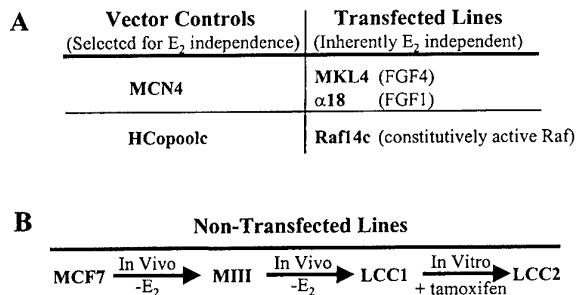 A
Vector Controls Transfected Lines
(Selected for E2 independence) (Inherently E2 independent)
MCN4 MKL4 (FGF4)
α18 (FGF1)
HCopoolc Raf14c (constitutively active Raf)
B
Non-Transfected Lines
MCF7 In Vivo -E2 MIII In Vivo -E2 LCC1 In Vitro + tamoxifen LCC2